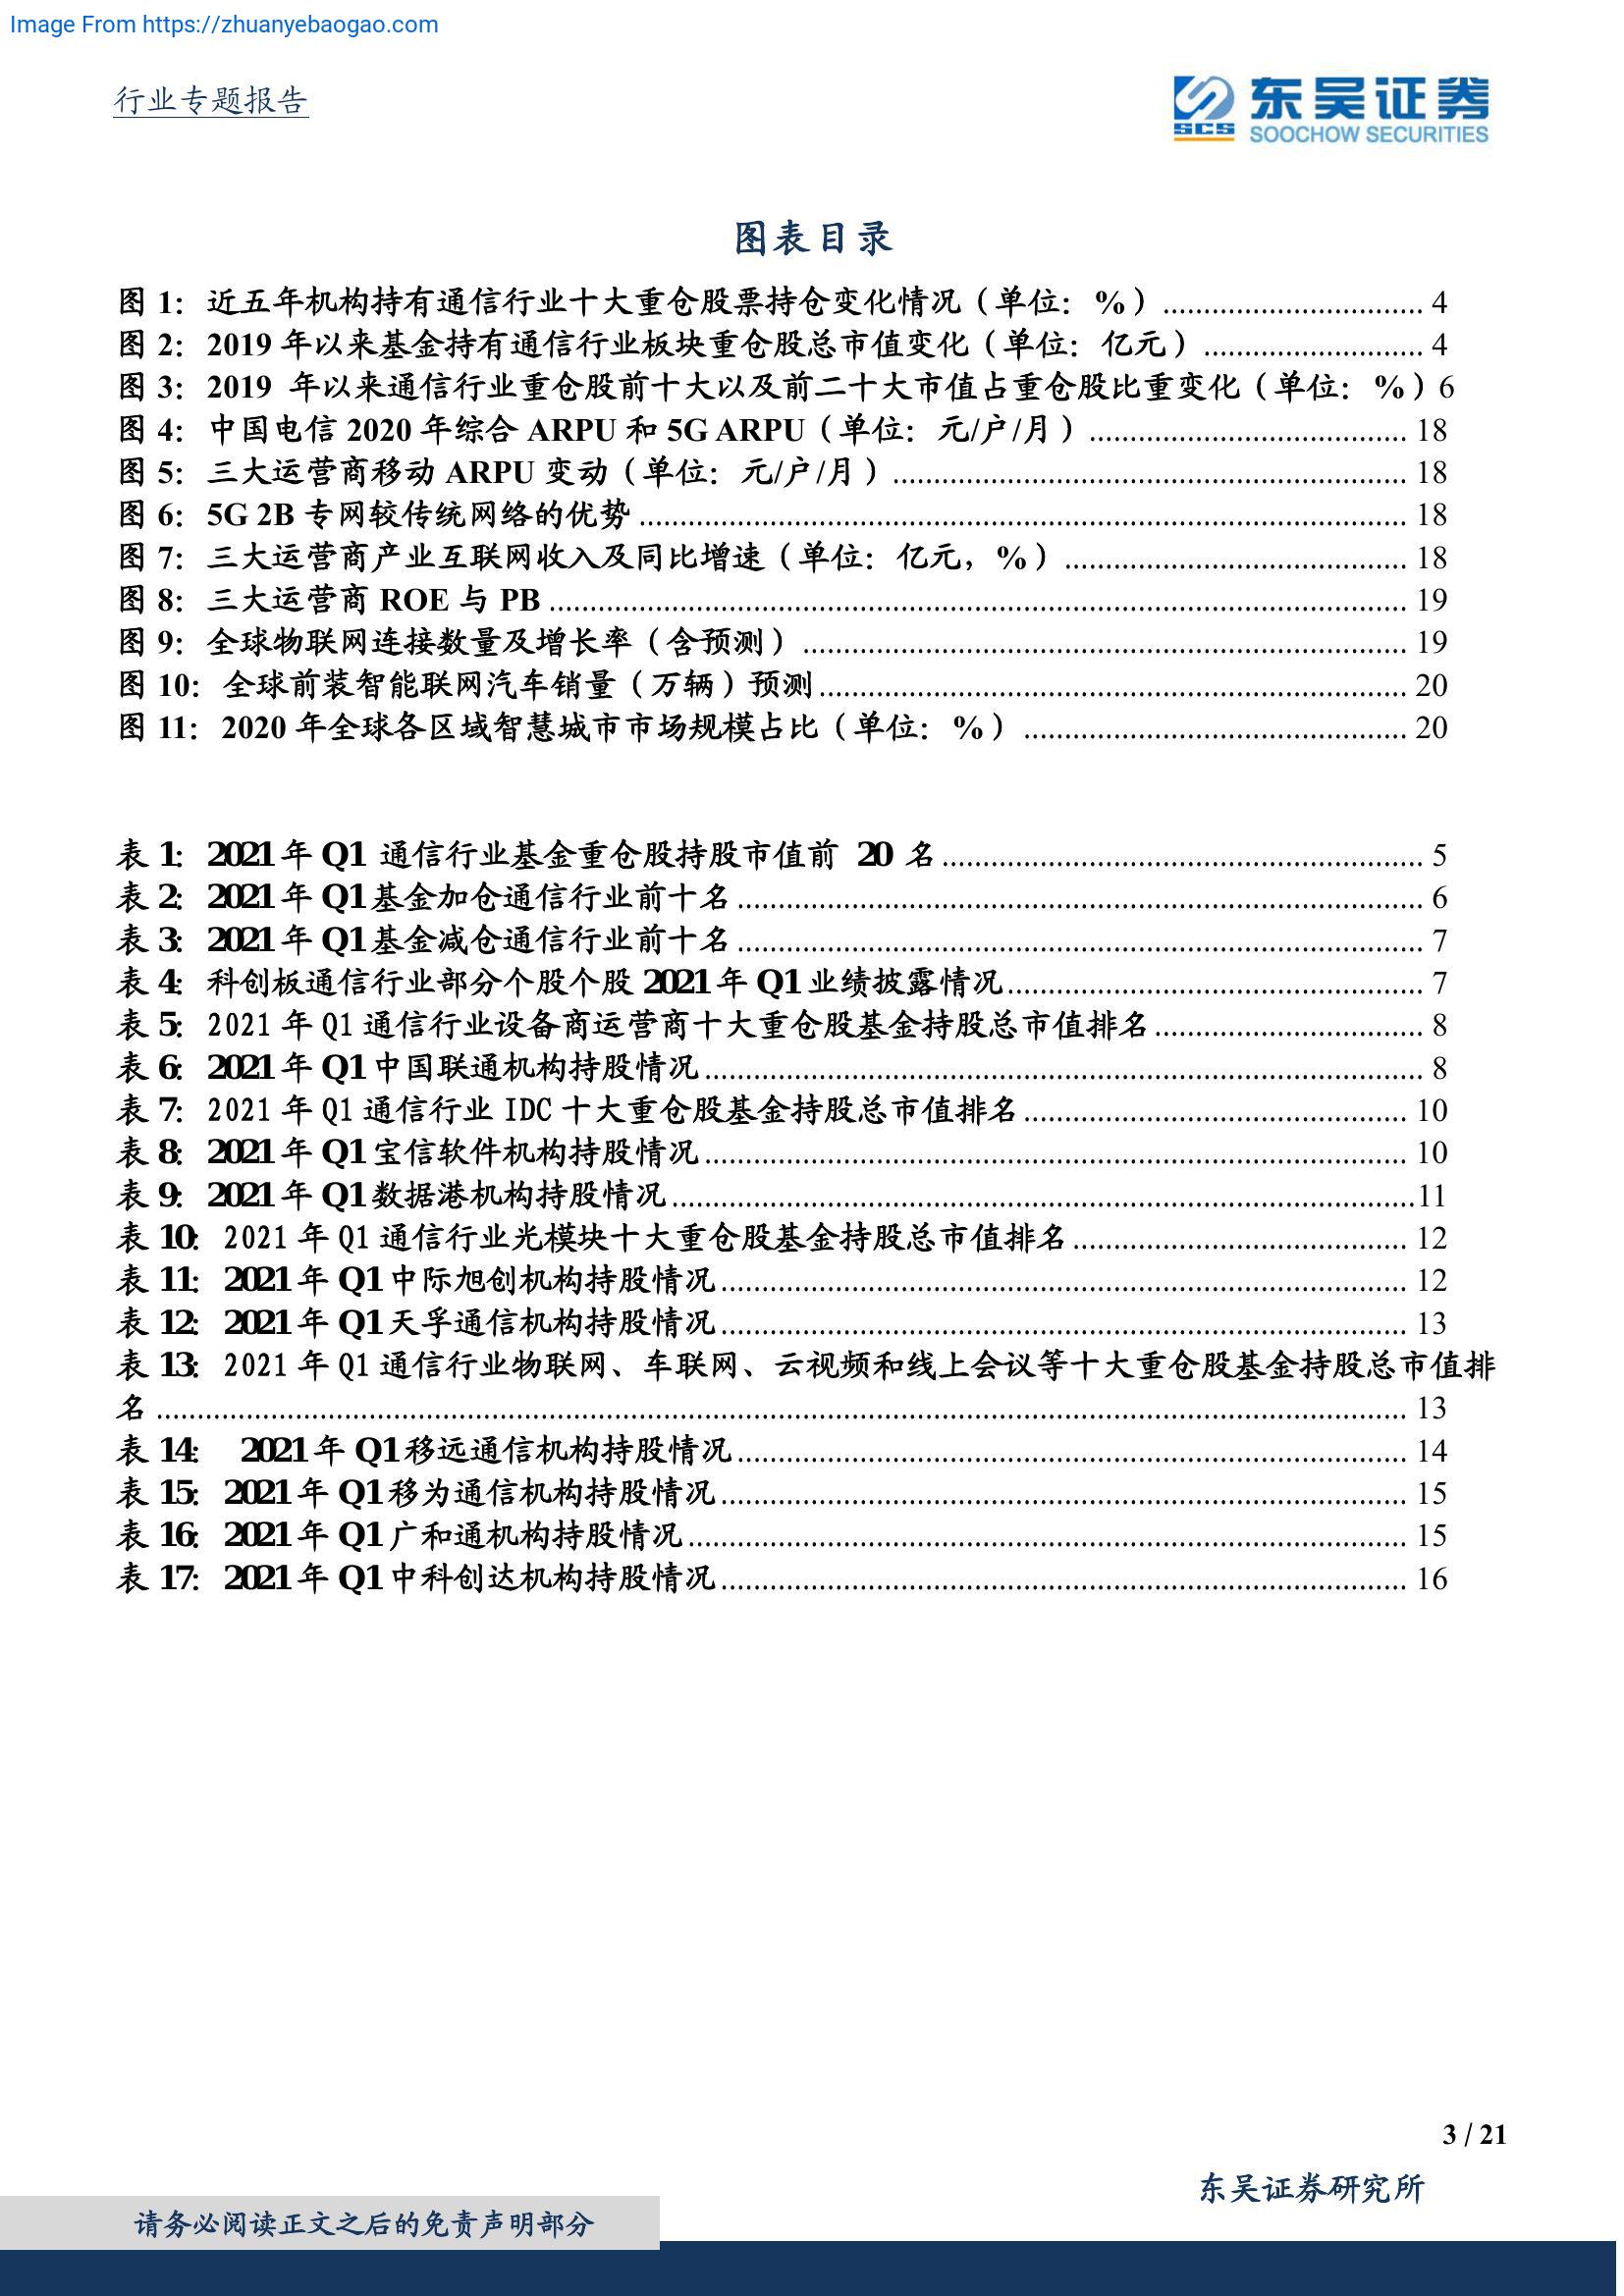 Image From https://zhuanyebaogao.com
行业专题报告
SCS 东吴证券
SOOCHOW SECURITIES
图表目录
图 1：近五年机构持有通信行业十大重仓股票持仓变化情况（单位：%）.............................. 4
图 2：2019 年以来基金持有通信行业板块重仓股总市值变化（单位：亿元）......................... 4
图 3：2019 年以来通信行业重仓股前十大以及前二十大市值占重仓股比重变化（单位：%）6
图 4：中国电信 2020 年综合 ARPU 和 5G ARPU（单位：元/户/月）.................................... 18
图 5：三大运营商移动 ARPU 变动（单位：元/户/月）............................................................ 18
图 6：5G 2B 专网较传统网络的优势........................................................................................ 18
图 7：三大运营商产业互联网收入及同比增速（单位：亿元，%）....................................... 18
图 8：三大运营商 ROE 与 PB.................................................................................................. 19
图 9：全球物联网连接数量及增长率（含预测）...................................................................... 19
图 10：全球前装智能联网汽车销量（万辆）预测.................................................................... 20
图 11：2020 年全球各区域智慧城市市场规模占比（单位：%）............................................ 20
表 1：2021 年 Q1 通信行业基金重仓股持股市值前 20 名....................................................... 5
表 2：2021 年 Q1 基金加仓通信行业前十名............................................................................. 6
表 3：2021 年 Q1 基金减仓通信行业前十名............................................................................. 7
表 4：科创板通信行业部分个股个股 2021 年 Q1 业绩披露情况.............................................. 7
表 5：2021 年 Q1 通信行业设备商运营商十大重仓股基金持股总市值排名............................ 8
表 6：2021 年 Q1 中国联通机构持股情况................................................................................. 8
表 7：2021 年 Q1 通信行业 IDC 十大重仓股基金持股总市值排名......................................... 10
表 8：2021 年 Q1 宝信软件机构持股情况............................................................................... 10
表 9：2021 年 Q1 数据港机构持股情况................................................................................... 11
表 10：2021 年 Q1 通信行业光模块十大重仓股基金持股总市值排名................................... 12
表 11：2021 年 Q1 中际旭创机构持股情况............................................................................. 12
表 12：2021 年 Q1 天孚通信机构持股情况............................................................................. 13
表 13：2021 年 Q1 通信行业物联网、车联网、云视频和线上会议等十大重仓股基金持股总市值排
名................................................................................................................................................ 13
表 14： 2021 年 Q1 移远通信机构持股情况............................................................................ 14
表 15：2021 年 Q1 移为通信机构持股情况............................................................................. 15
表 16：2021 年 Q1 广和通机构持股情况................................................................................. 15
表 17：2021 年 Q1 中科创达机构持股情况............................................................................. 16
3 / 21
东吴证券研究所
请务必阅读正文之后的免责声明部分